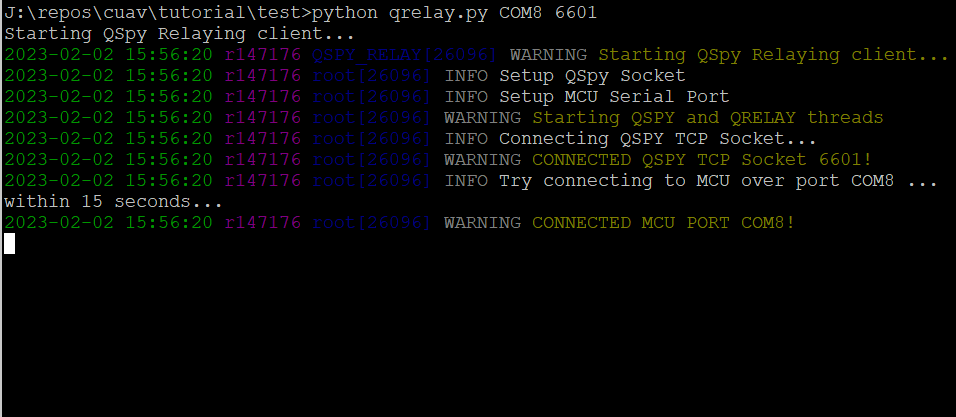 J:\repos\cuav\tutorial\test>python qrelay.py COM8 6601
Starting QSpy Relaying client...
2023-02-02 15:56:20 r147176 QSPY_RELAY[26096] WARNING Starting QSpy Relaying client...
2023-02-02 15:56:20 r147176 root[26096] INFO Setup QSpy Socket
2023-02-02 15:56:20 r147176 root[26096] INFO Setup MCU Serial Port
2023-02-02 15:56:20 r147176 root[26096] WARNING Starting QSPY and QRELAY threads
2023-02-02 15:56:20 r147176 root[26096] INFO Connecting QSPY TCP Socket...
2023-02-02 15:56:20 r147176 root[26096] WARNING CONNECTED QSPY TCP Socket 6601!
2023-02-02 15:56:20 r147176 root[26096] INFO Try connecting to MCU over port COM8 ...
within 15 seconds...
2023-02-02 15:56:20 r147176 root[26096] WARNING CONNECTED MCU PORT COM8!